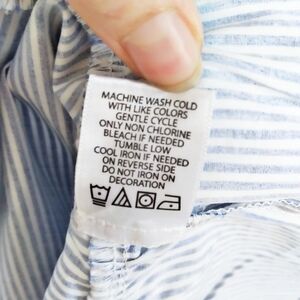 MACHINE WASH COLD
WITH LIKE COLORS
GENTLE CYCLE
ONLY NON CHLORINE
BLEACH IF NEEDED
TUMBLE LOW
COOL IRON IF NEEDED
ON REVERSE SIDE
DO NOT IRON ON
DECORATION